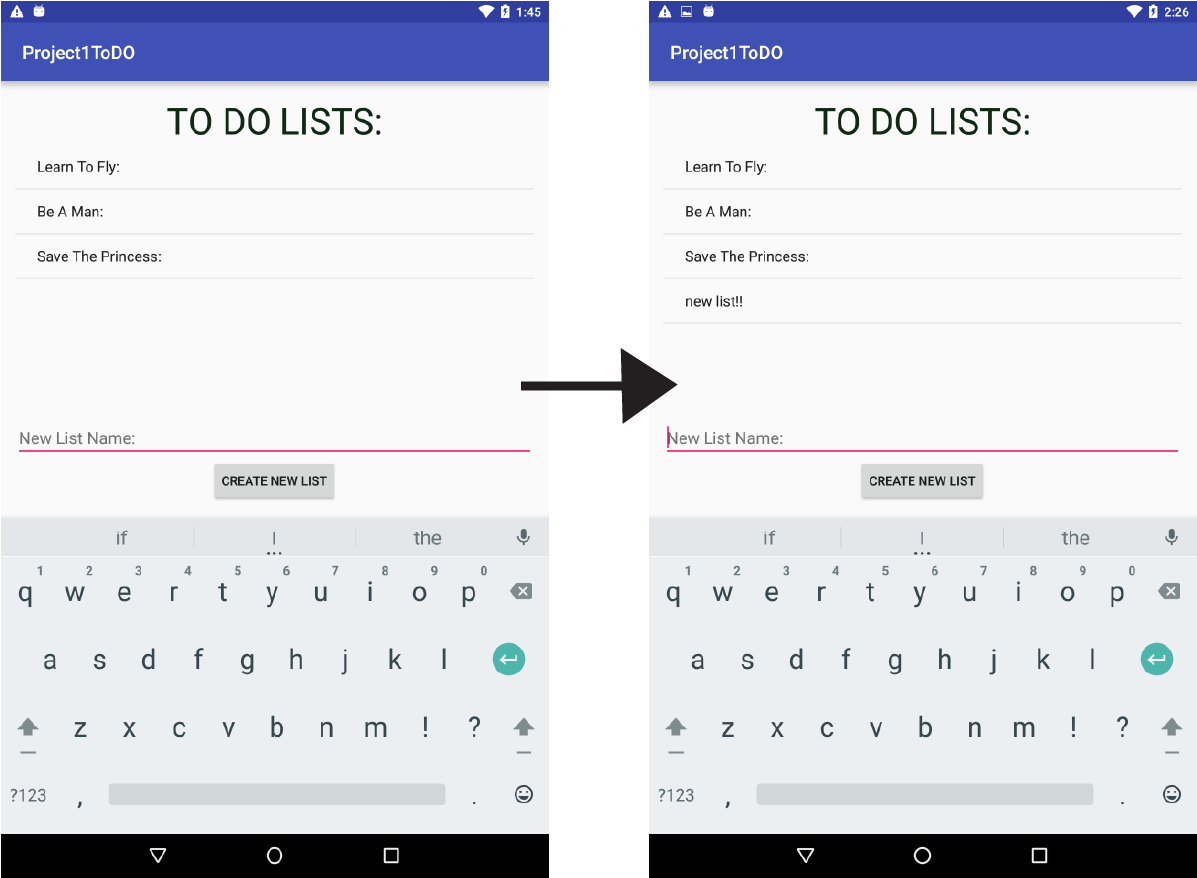 1:45
Project1ToDO
TO DO LISTS:
Learn To Fly:
Be A Man:
Save The Princess:
New List Name:
CREATE NEW LIST
if I the
1 2 3 4 5 6 7 8 9 0
q w e r t y u i o p
a s d f g h j k l
z x c v b n m ! ?
?123 , .
2:26
Project1ToDO
TO DO LISTS:
Learn To Fly:
Be A Man:
Save The Princess:
new list!!
New List Name:
CREATE NEW LIST
if I the
1 2 3 4 5 6 7 8 9 0
q w e r t y u i o p
a s d f g h j k l
z x c v b n m ! ?
?123 , .